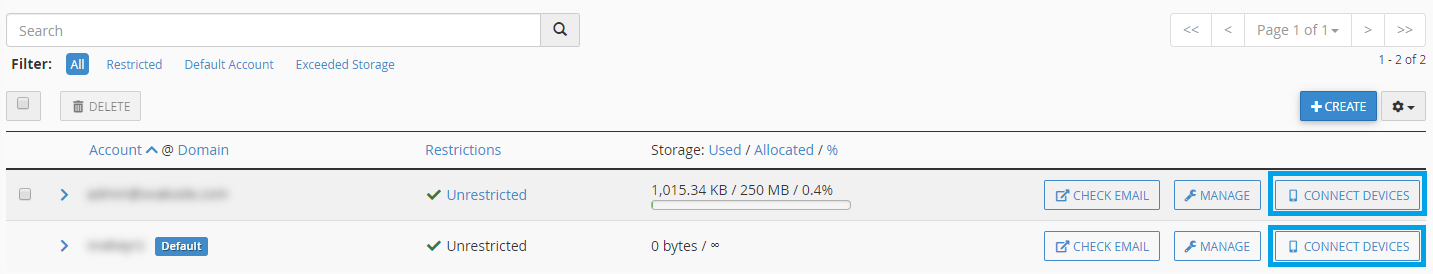 Search
<< < Page 1 of 1 > >>
Filter: All Restricted Default Account Exceeded Storage
1 - 2 of 2
DELETE
CREATE
Account @ Domain Restrictions Storage: Used / Allocated / %
Unrestricted 1,015.34 KB / 250 MB / 0.4% CHECK EMAIL MANAGE CONNECT DEVICES
Default Unrestricted 0 bytes / ∞ CHECK EMAIL MANAGE CONNECT DEVICES